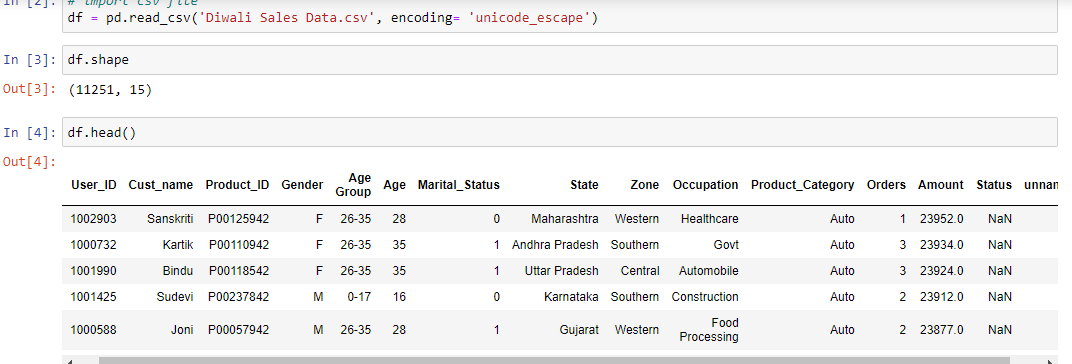 In [2]: # import csv file
df = pd.read_csv('Diwali Sales Data.csv', encoding= 'unicode_escape')
In [3]: df.shape
Out[3]: (11251, 15)
In [4]: df.head()
Out[4]:
User_ID Cust_name Product_ID Gender Age Group Age Marital_Status State Zone Occupation Product_Category Orders Amount Status unnan
1002903 Sanskriti P00125942 F 26-35 28 0 Maharashtra Western Healthcare Auto 1 23952.0 NaN
1000732 Kartik P00110942 F 26-35 35 1 Andhra Pradesh Southern Govt Auto 3 23934.0 NaN
1001990 Bindu P00118542 F 26-35 35 1 Uttar Pradesh Central Automobile Auto 3 23924.0 NaN
1001425 Sudevi P00237842 M 0-17 16 0 Karnataka Southern Construction Auto 2 23912.0 NaN
1000588 Joni P00057942 M 26-35 28 1 Gujarat Western Food Processing Auto 2 23877.0 NaN